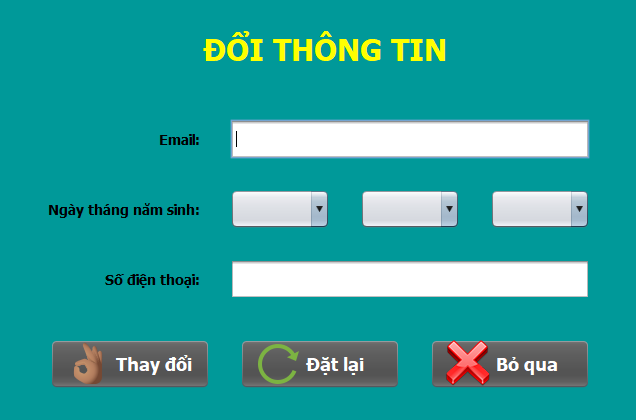 ĐỔI THÔNG TIN
Email:
Ngày tháng năm sinh:
Số điện thoại:
Thay đổi
Đặt lại
Bỏ qua